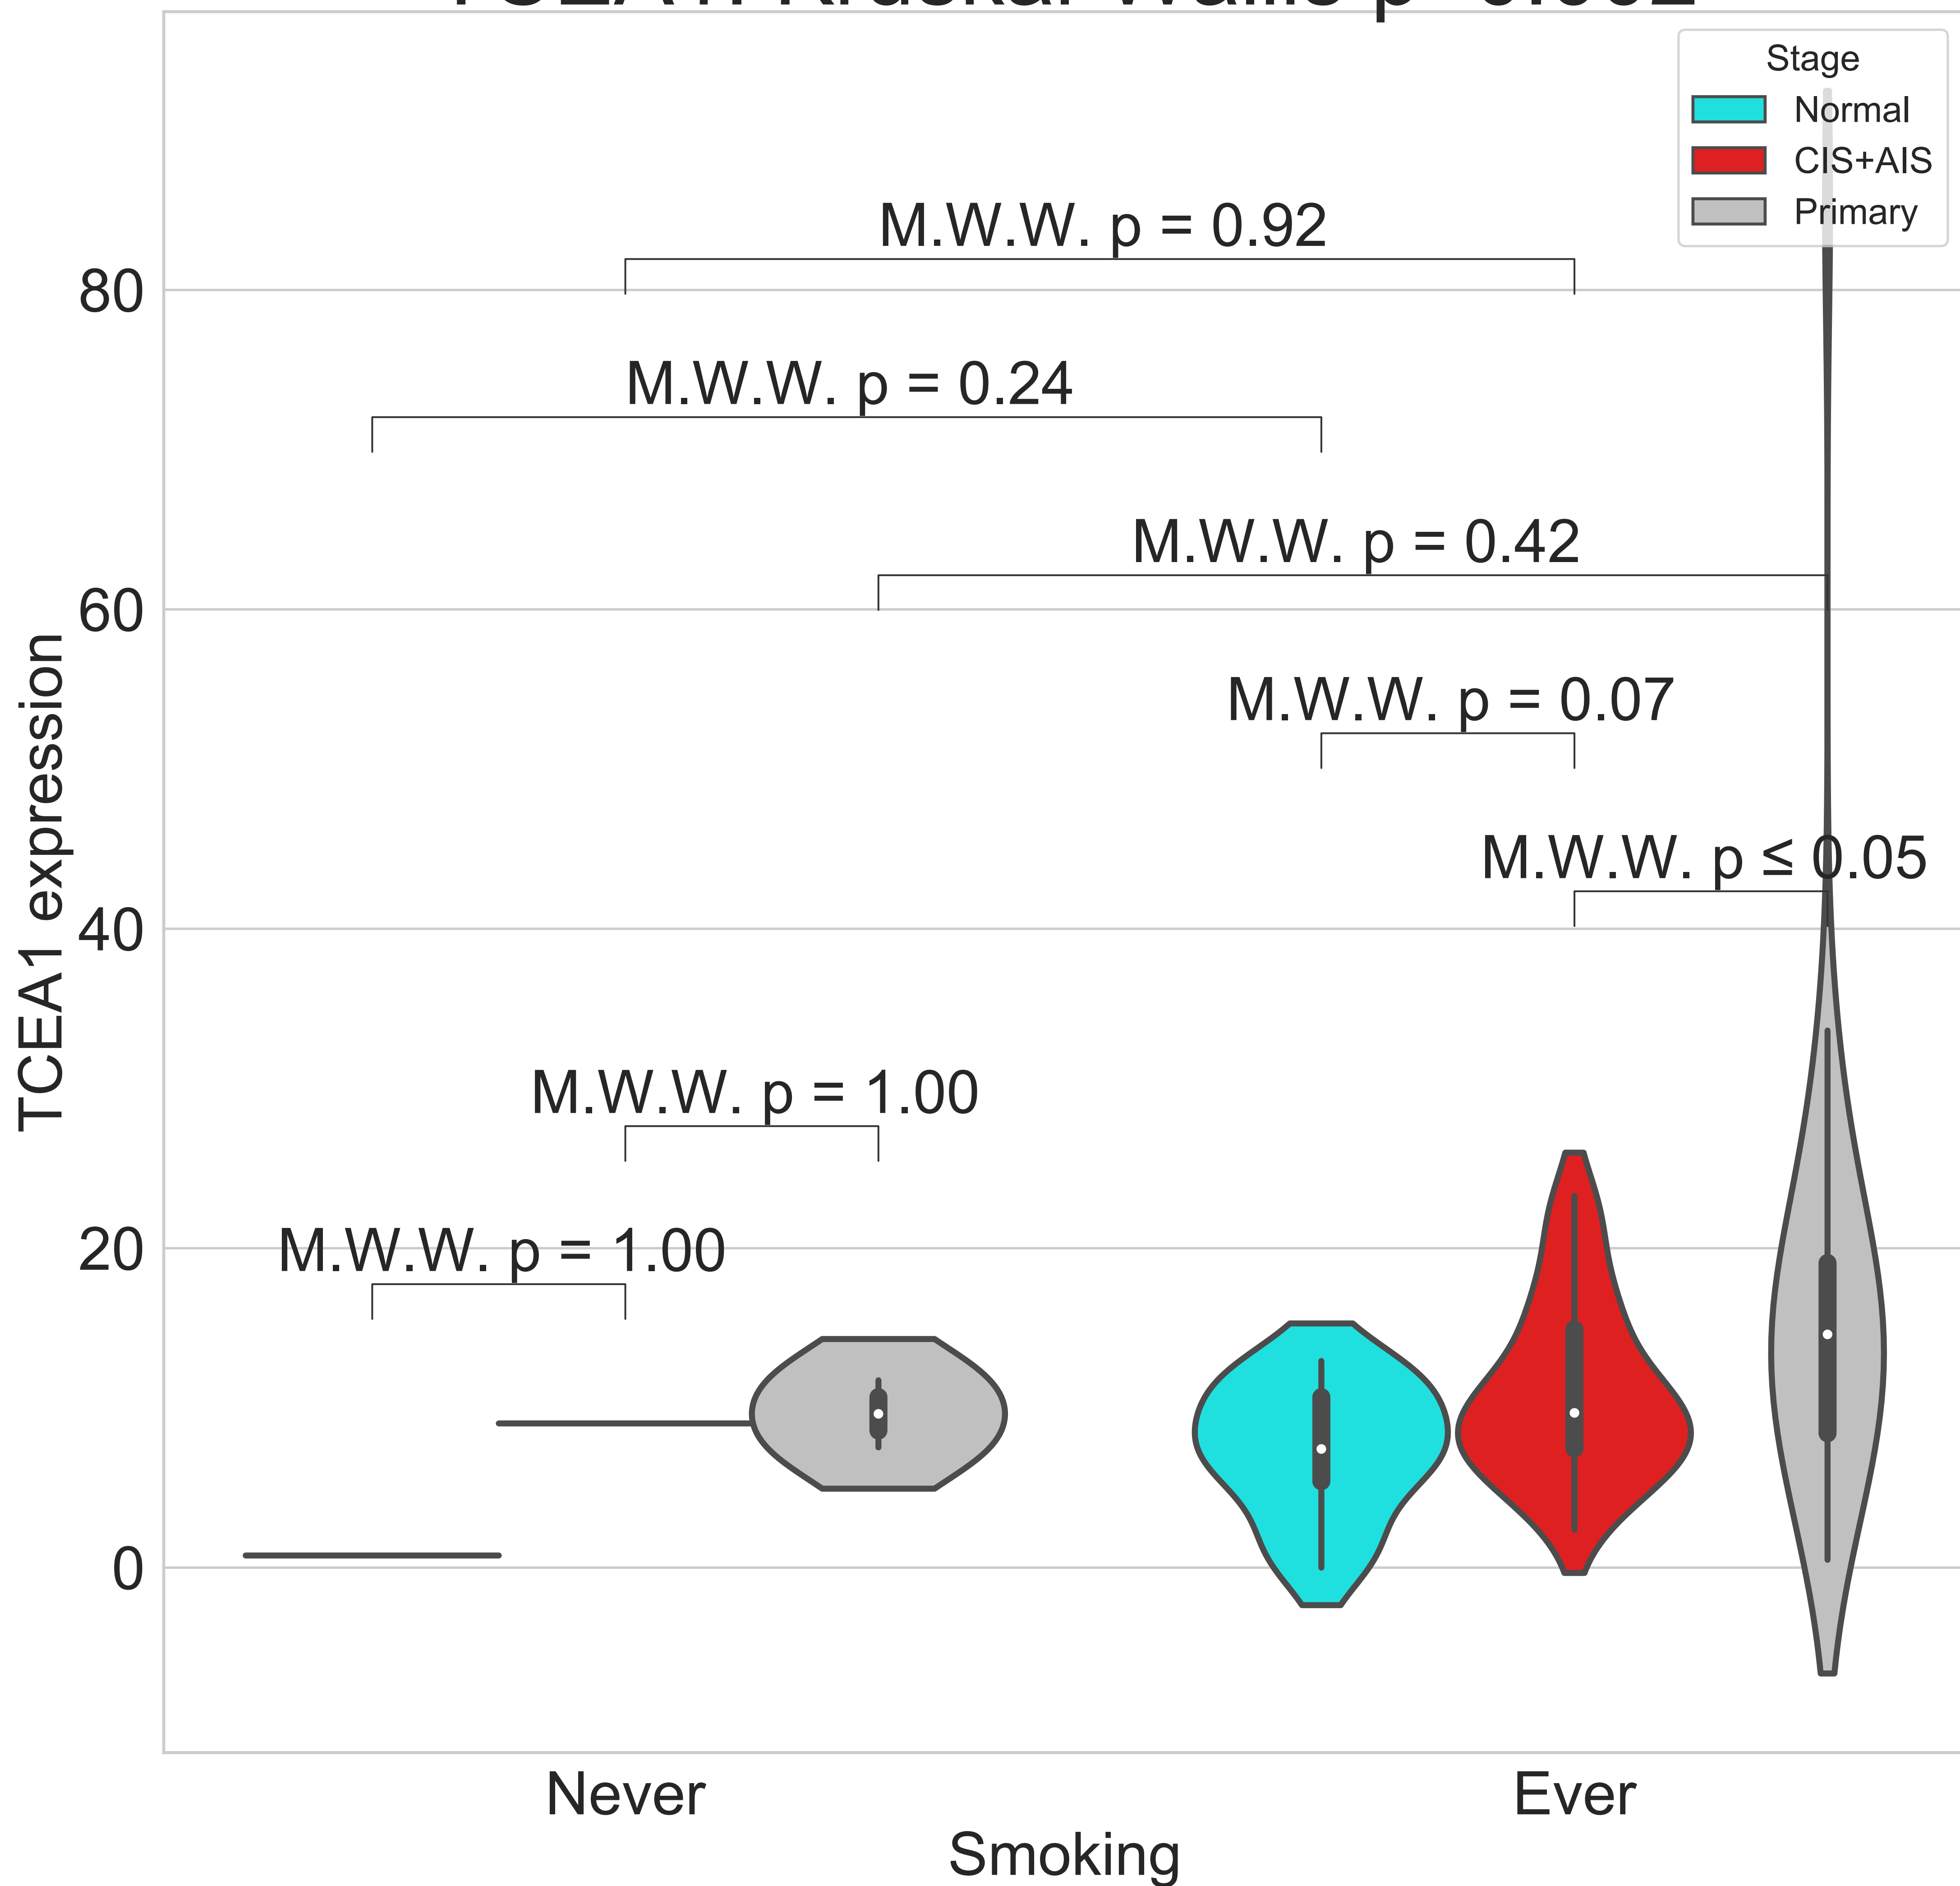 Stage
Normal
CIS+AIS
Primary
M.W.W. p = 0.92
80
M.W.W. p = 0.24
M.W.W. p = 0.42
60
M.W.W. p = 0.07
M.W.W. p ≤ 0.05
40
TCEA1 expression
M.W.W. p = 1.00
M.W.W. p = 1.00
20
0
Never
Ever
Smoking